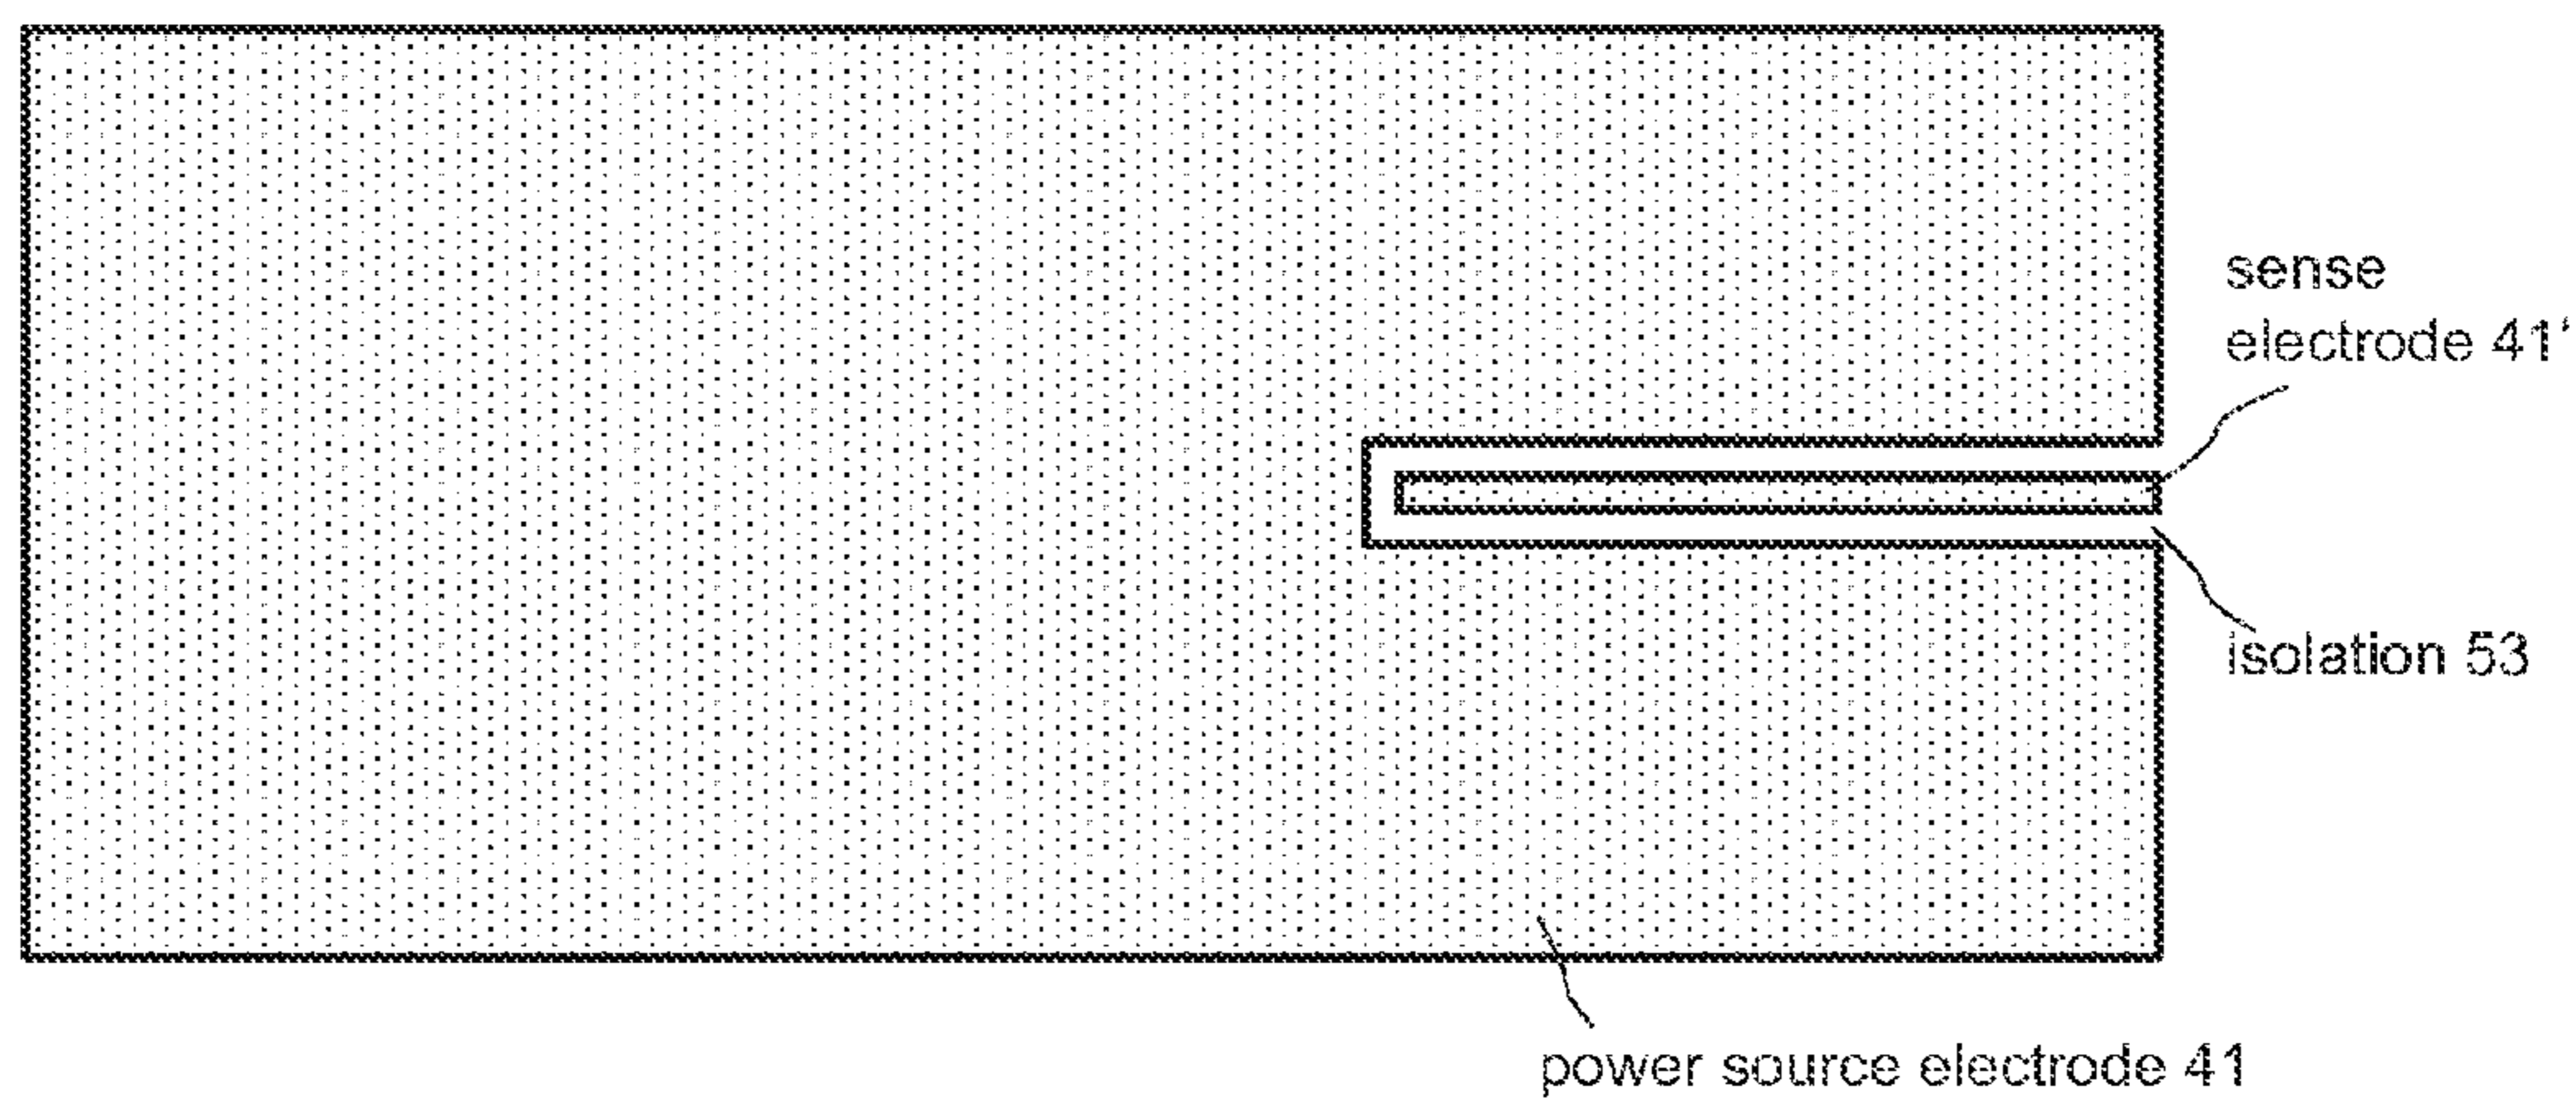 sense
electrode 41'
isolation 53
power source electrode 41